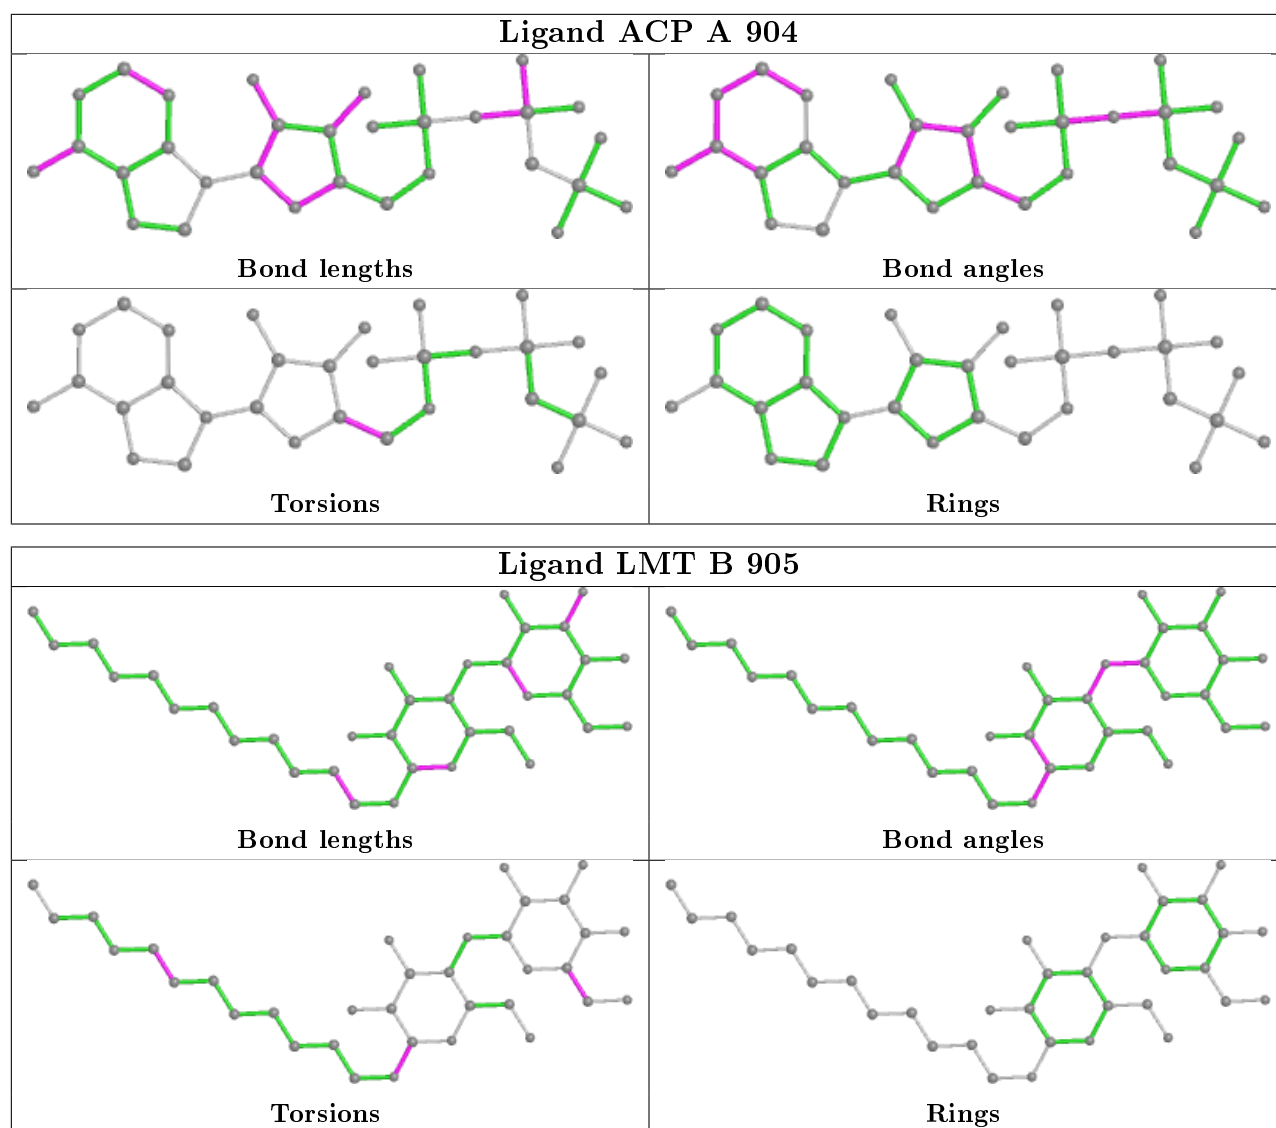 Ligand ACP A 904
Bond lengths
Bond angles
Torsions
Rings
Ligand LMT B 905
Bond lengths
Bond angles
Torsions
Rings